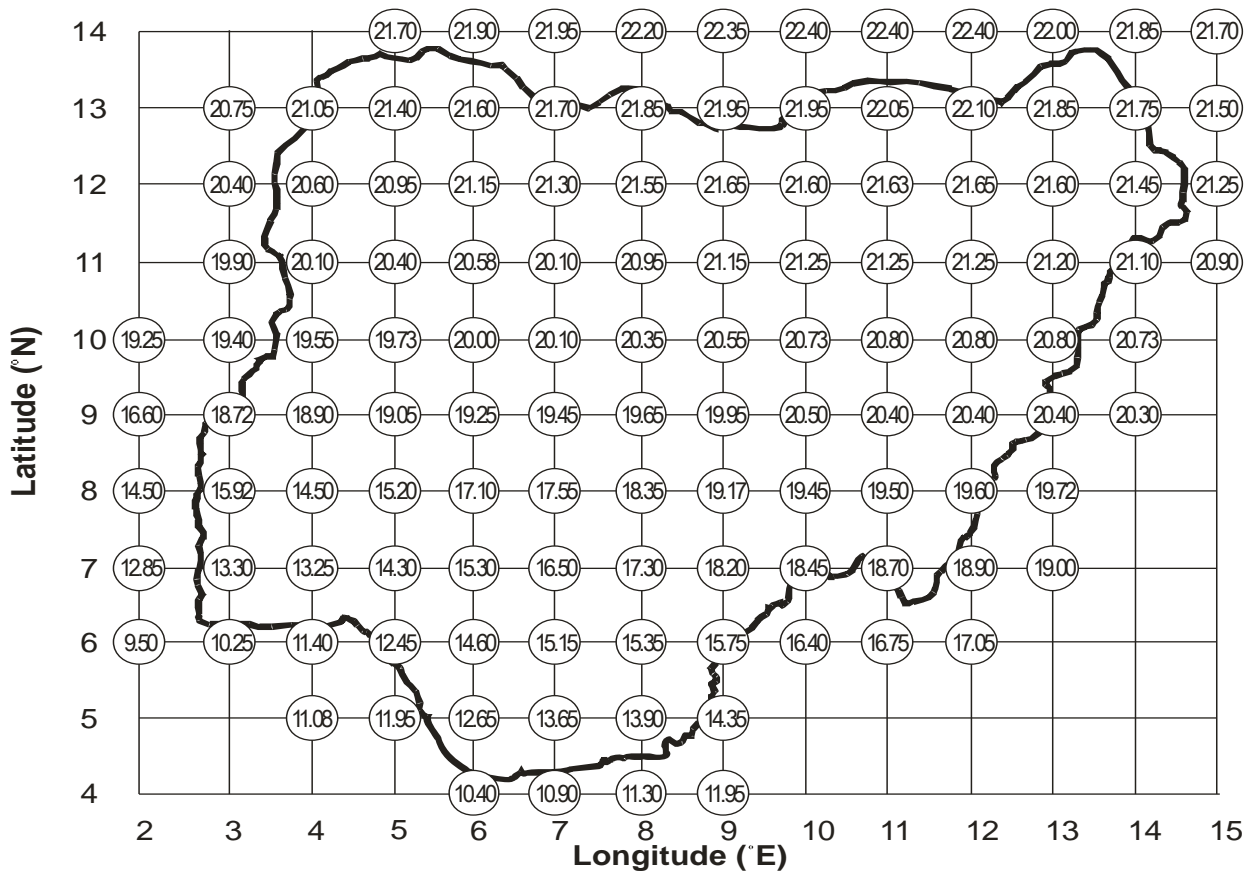 14 21.70 21.90 21.95 22.20 22.35 22.40 22.40 22.40 22.00 21.85 21.70
13 20.75 21.05 21.40 21.60 21.70 21.85 21.95 21.95 22.05 22.10 21.85 21.75 21.50
12 20.40 20.60 20.95 21.15 21.30 21.55 21.65 21.60 21.63 21.65 21.60 21.45 21.25
11 19.90 20.10 20.40 20.58 20.10 20.95 21.15 21.25 21.25 21.25 21.20 21.10 20.90
10 19.25 19.40 19.55 19.73 20.00 20.10 20.35 20.55 20.73 20.80 20.80 20.80 20.73
9 16.60 18.72 18.90 19.05 19.25 19.45 19.65 19.95 20.50 20.40 20.40 20.40 20.30
8 14.50 15.92 14.50 15.20 17.10 17.55 18.35 19.17 19.45 19.50 19.60 19.72
7 12.85 13.30 13.25 14.30 15.30 16.50 17.30 18.20 18.45 18.70 18.90 19.00
6 9.50 10.25 11.40 12.45 14.60 15.15 15.35 15.75 16.40 16.75 17.05
5 11.08 11.95 12.65 13.65 13.90 14.35
4 10.40 10.90 11.30 11.95
2 3 4 5 6 7 8 9 10 11 12 13 14 15
Longitude (°E)
Latitude (°N)